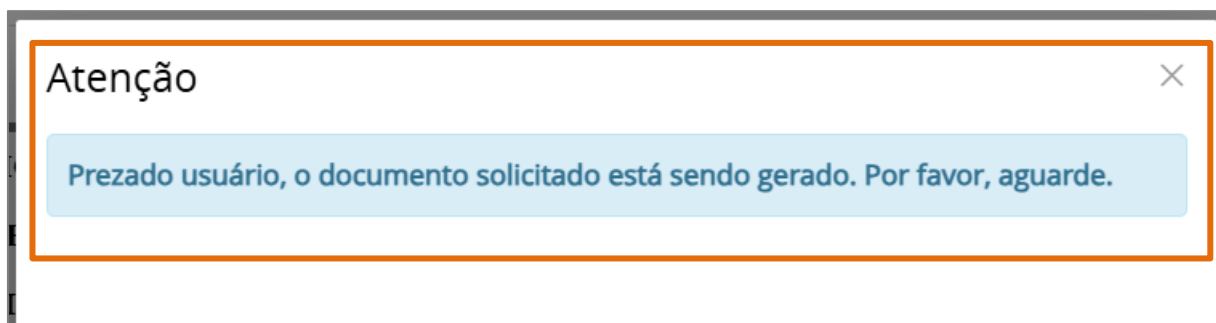 Atenção
Prezado usuário, o documento solicitado está sendo gerado. Por favor, aguarde.